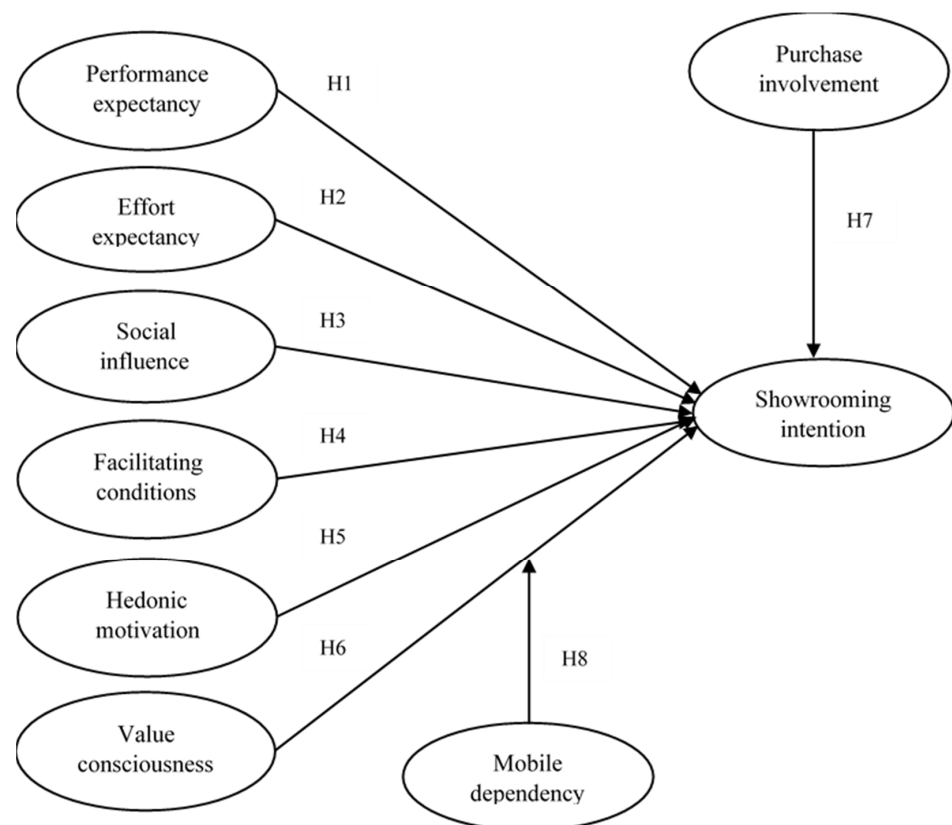 Performance
expectancy
H1
Purchase
involvement
Effort
expectancy
H2
H7
Social
influence
H3
Showrooming
intention
Facilitating
conditions
H4
Hedonic
motivation
H5
Value
consciousness
H6
H8
Mobile
dependency